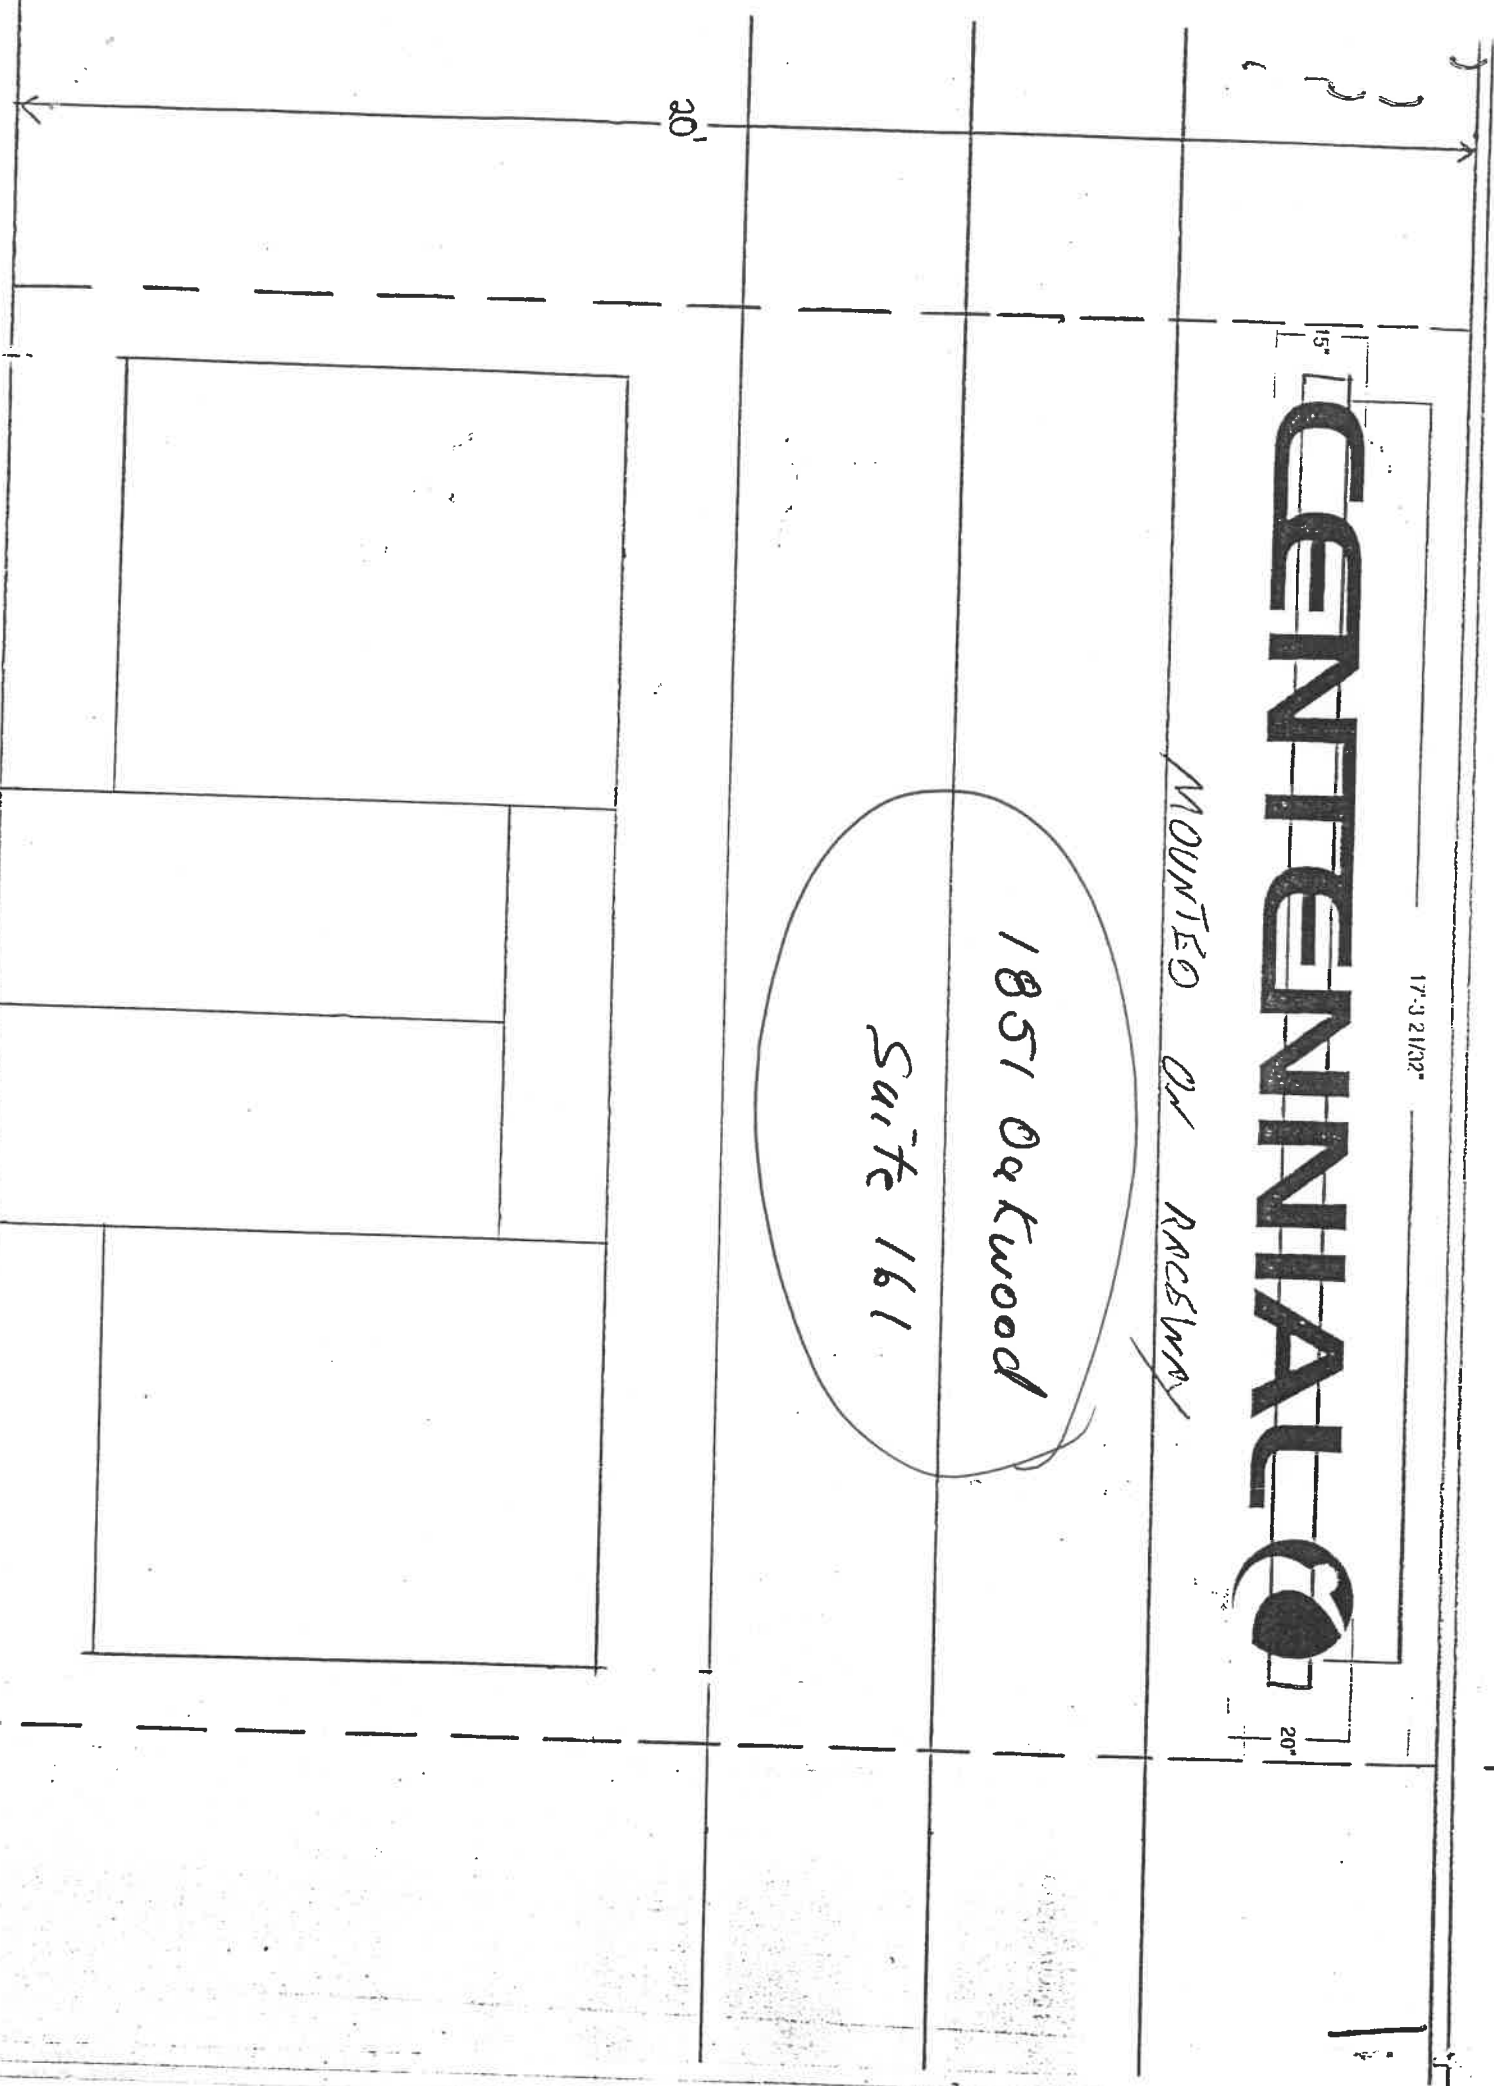 17'-3 21/32"
15"
CENTENNIAL
20"
MOUNTED ON RACEWAY
20'
1851 Oakwood
Suite 161